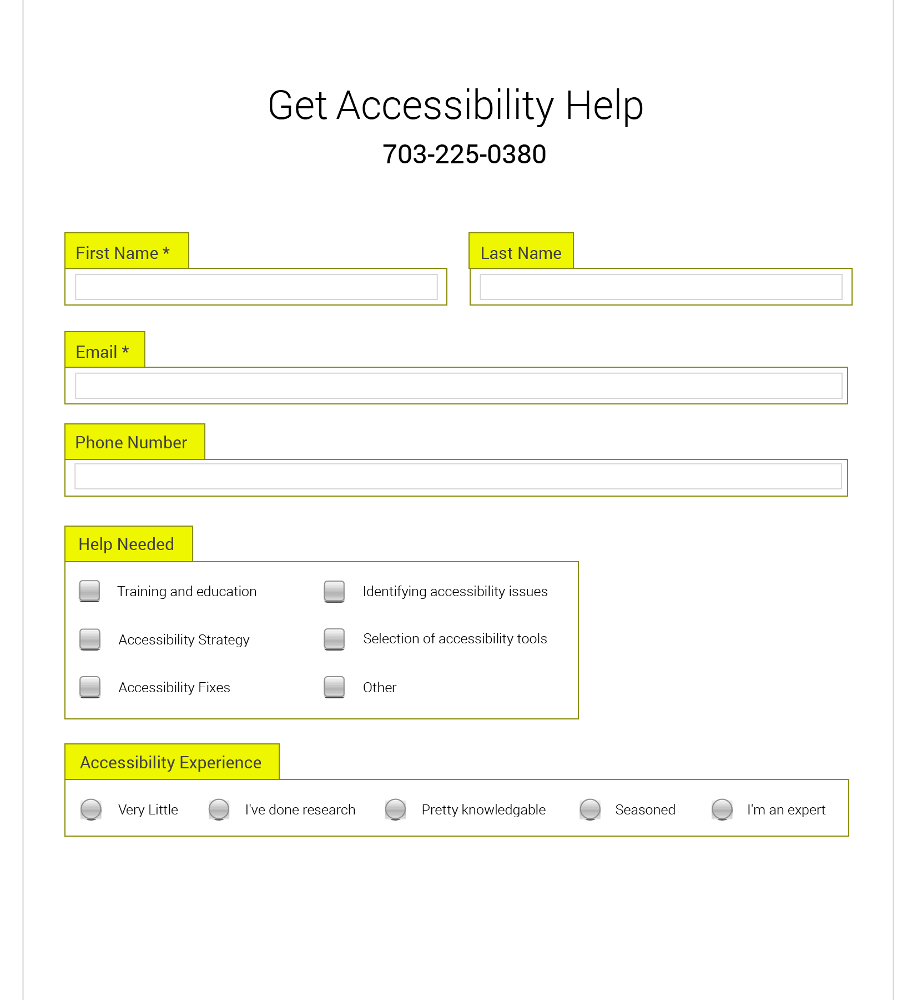 Get Accessibility Help
703-225-0380
First Name *
Last Name
Email *
Phone Number
Help Needed
Training and education
Identifying accessibility issues
Accessibility Strategy
Selection of accessibility tools
Accessibility Fixes
Other
Accessibility Experience
Very Little
I've done research
Pretty knowledgable
Seasoned
I'm an expert